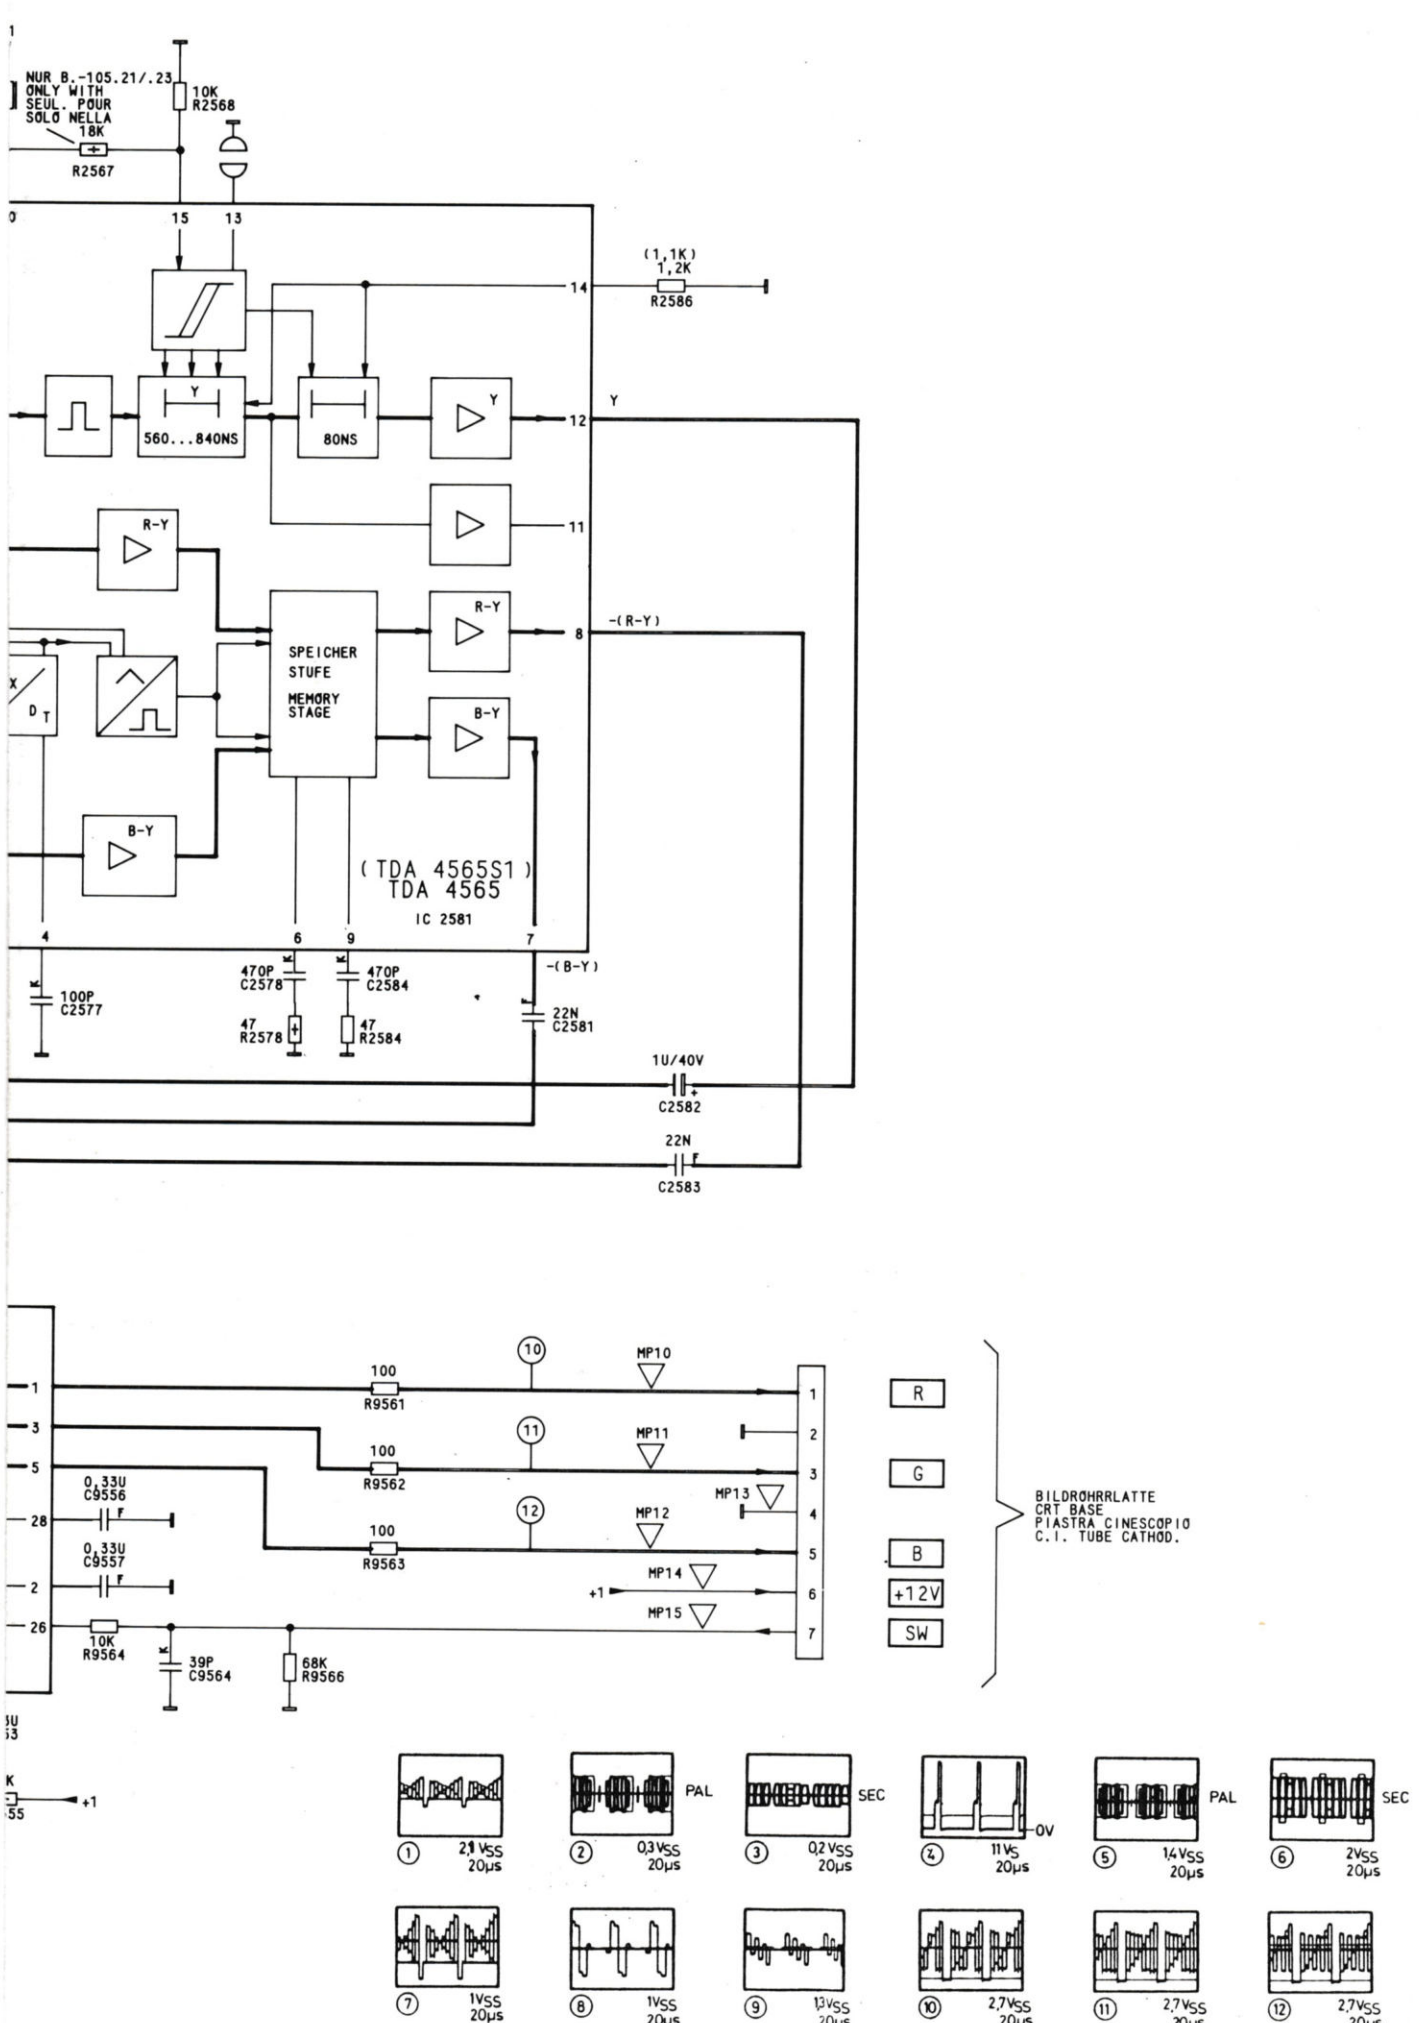 NUR B.-105.21/.23
ONLY WITH
SEUL. POUR
SOLO NELLA
18K
R2567
10K
R2568
15
13
(1,1K)
1,2K
R2586
14
Y
560...840NS
80NS
Y
12
Y
11
R-Y
R-Y
8
-(R-Y)
SPEICHER
STUFE
MEMORY
STAGE
X
D T
B-Y
B-Y
(TDA 4565S1)
TDA 4565
IC 2581
4
6
9
7
-(B-Y)
K
100P
C2577
K
470P
C2578
K
470P
C2584
47
R2578
47
R2584
F
22N
C2581
1U/40V
+
C2582
22N
F
C2583
1
100
R9561
10
MP10
1
R
3
100
R9562
11
MP11
2
3
G
5
100
R9563
12
MP12
MP13
4
5
B
28
0,33U
C9556
F
2
0,33U
C9557
F
+1
MP14
6
+12V
26
10K
R9564
K
39P
C9564
68K
R9566
MP15
7
SW
BILDROHRRLATTE
CRT BASE
PIASTRA CINESCOPIO
C.I. TUBE CATHOD.
K
55
+1
1
2,1 VSS
20µs
2
PAL
0,3 VSS
20µs
3
SEC
0,2 VSS
20µs
4
0V
11 VS
20µs
5
PAL
1,4 VSS
20µs
6
SEC
2VSS
20µs
7
1VSS
20µs
8
1VSS
20µs
9
1,3VSS
20µs
10
2,7VSS
20µs
11
2,7VSS
20µs
12
2,7VSS
20µs